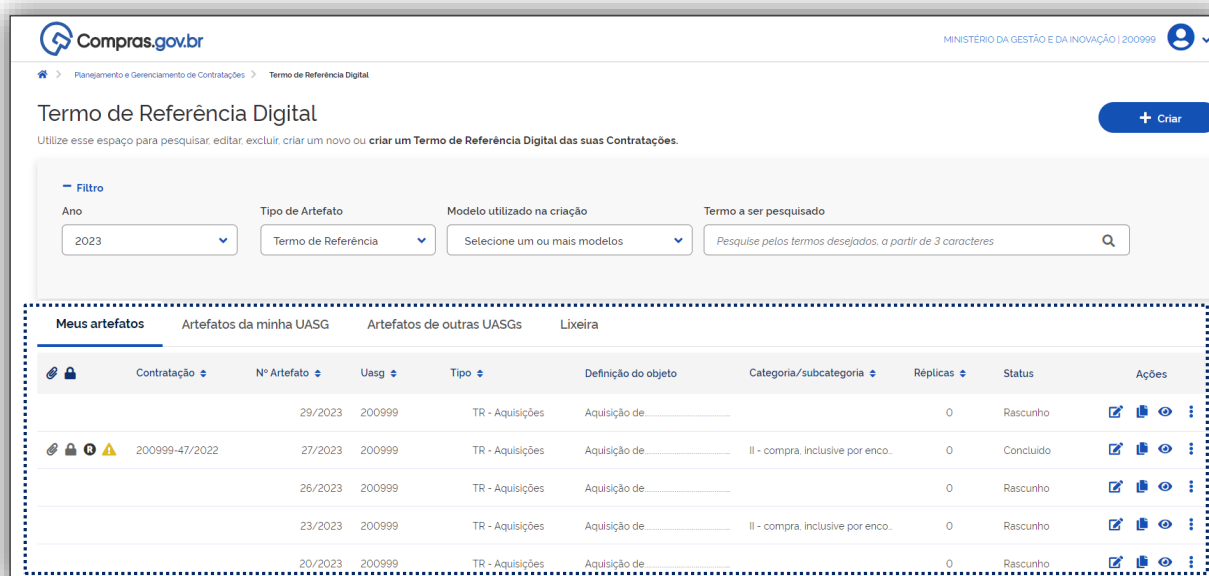 Compras.gov.br
MINISTÉRIO DA GESTÃO E DA INOVAÇÃO | 200999
Planejamento e Gerenciamento de Contratações > Termo de Referência Digital
Termo de Referência Digital
+ Criar
Utilize esse espaço para pesquisar, editar, excluir, criar um novo ou criar um Termo de Referência Digital das suas Contratações.
Filtro
Ano Tipo de Artefato Modelo utilizado na criação Termo a ser pesquisado
2023 Termo de Referência Selecione um ou mais modelos Pesquise pelos termos desejados, a partir de 3 caracteres
Meus artefatos Artefatos da minha UASG Artefatos de outras UASGs Lixeira
Contratação Nº Artefato Uasg Tipo Definição do objeto Categoria/subcategoria Réplicas Status Ações
29/2023 200999 TR - Aquisições Aquisição de... 0 Rascunho
R 200999-47/2022 27/2023 200999 TR - Aquisições Aquisição de... II - compra, inclusive por enco... 0 Concluido
26/2023 200999 TR - Aquisições Aquisição de... 0 Rascunho
23/2023 200999 TR - Aquisições Aquisição de... II - compra, inclusive por enco... 0 Rascunho
20/2023 200999 TR - Aquisições Aquisição de... 0 Rascunho